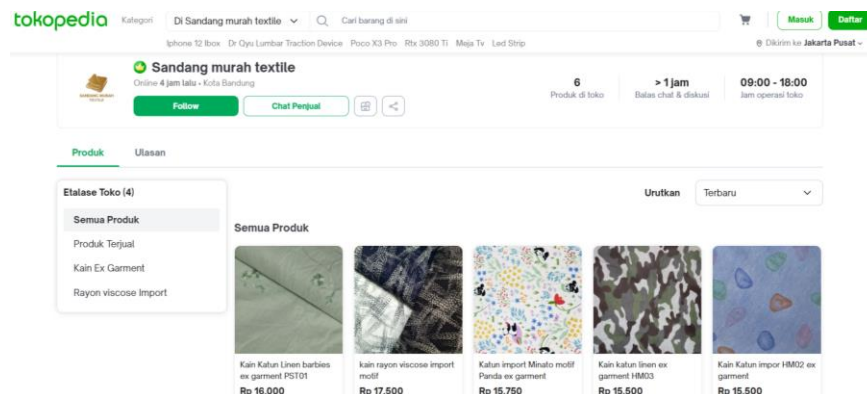 tokopedia Kategori Di Sandang murah textile Cari barang di sini Masuk Daftar
Iphone 12 Ibox Dr Qyu Lumbar Traction Device Poco X3 Pro Rtx 3080 Ti Meja Tv Led Strip Dikirim ke Jakarta Pusat
Sandang murah textile
Online 4 jam lalu • Kota Bandung
Follow Chat Penjual
6 > 1 jam 09:00 - 18:00
Produk di toko Balas chat & diskusi Jam operasi toko
Produk Ulasan
Etalase Toko (4)
Semua Produk
Produk Terjual
Kain Ex Garment
Rayon viscose Import
Urutkan Terbaru
Semua Produk
Kain Katun Linen barbies
ex garment PST01
Rp 16.000
kain rayon viscose import
motif
Rp 17.500
Katun import Minato motif
Panda ex garment
Rp 15.750
Kain katun linen ex
garment HM03
Rp 15.500
Kain Katun impor HM02 ex
garment
Rp 15.500